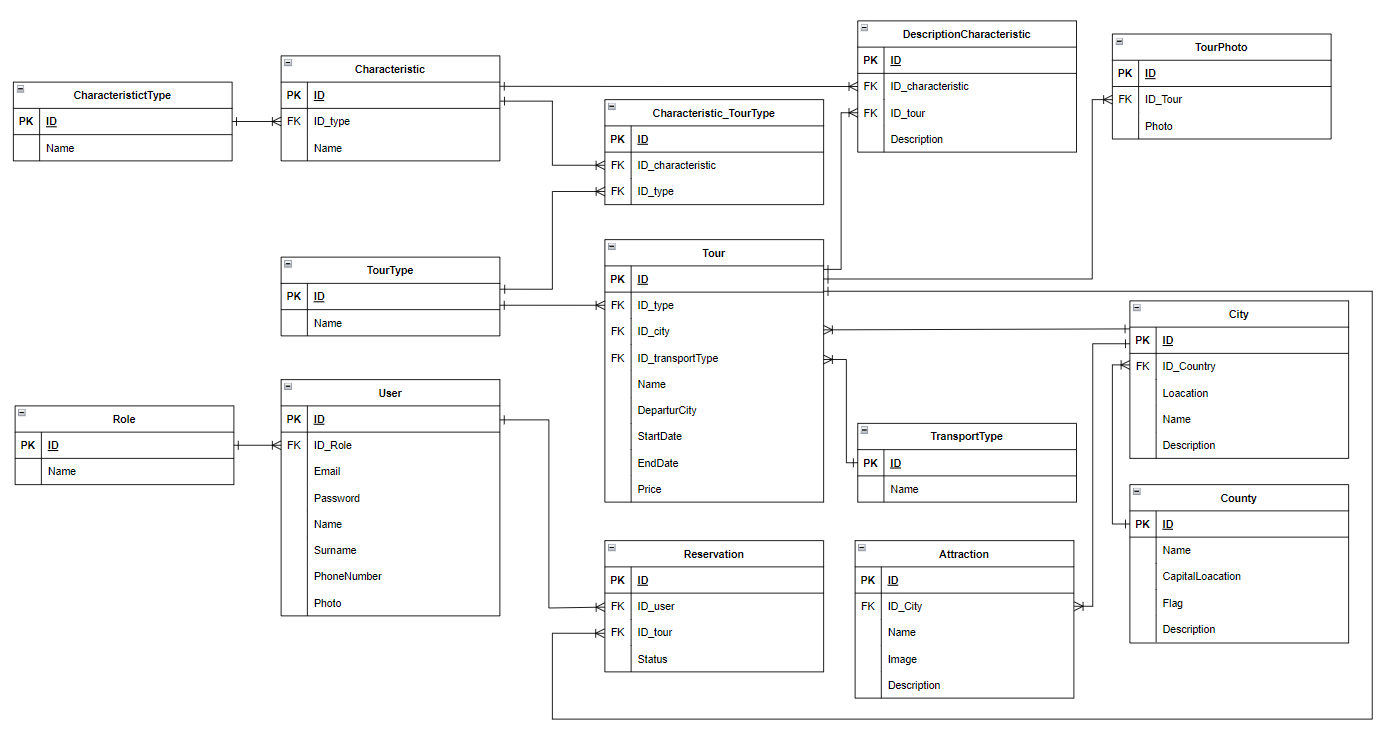 CharacteristictType
PK ID
Name
Characteristic
PK ID
FK ID_type
Name
Characteristic_TourType
PK ID
FK ID_characteristic
FK ID_type
DescriptionCharacteristic
PK ID
FK ID_characteristic
FK ID_tour
Description
TourPhoto
PK ID
FK ID_Tour
Photo
TourType
PK ID
Name
Tour
PK ID
FK ID_type
FK ID_city
FK ID_transportType
Name
DeparturCity
StartDate
EndDate
Price
City
PK ID
FK ID_Country
Loacation
Name
Description
Role
PK ID
Name
User
PK ID
FK ID_Role
Email
Password
Name
Surname
PhoneNumber
Photo
TransportType
PK ID
Name
County
PK ID
Name
CapitalLoacation
Flag
Description
Reservation
PK ID
FK ID_user
FK ID_tour
Status
Attraction
PK ID
FK ID_City
Name
Image
Description